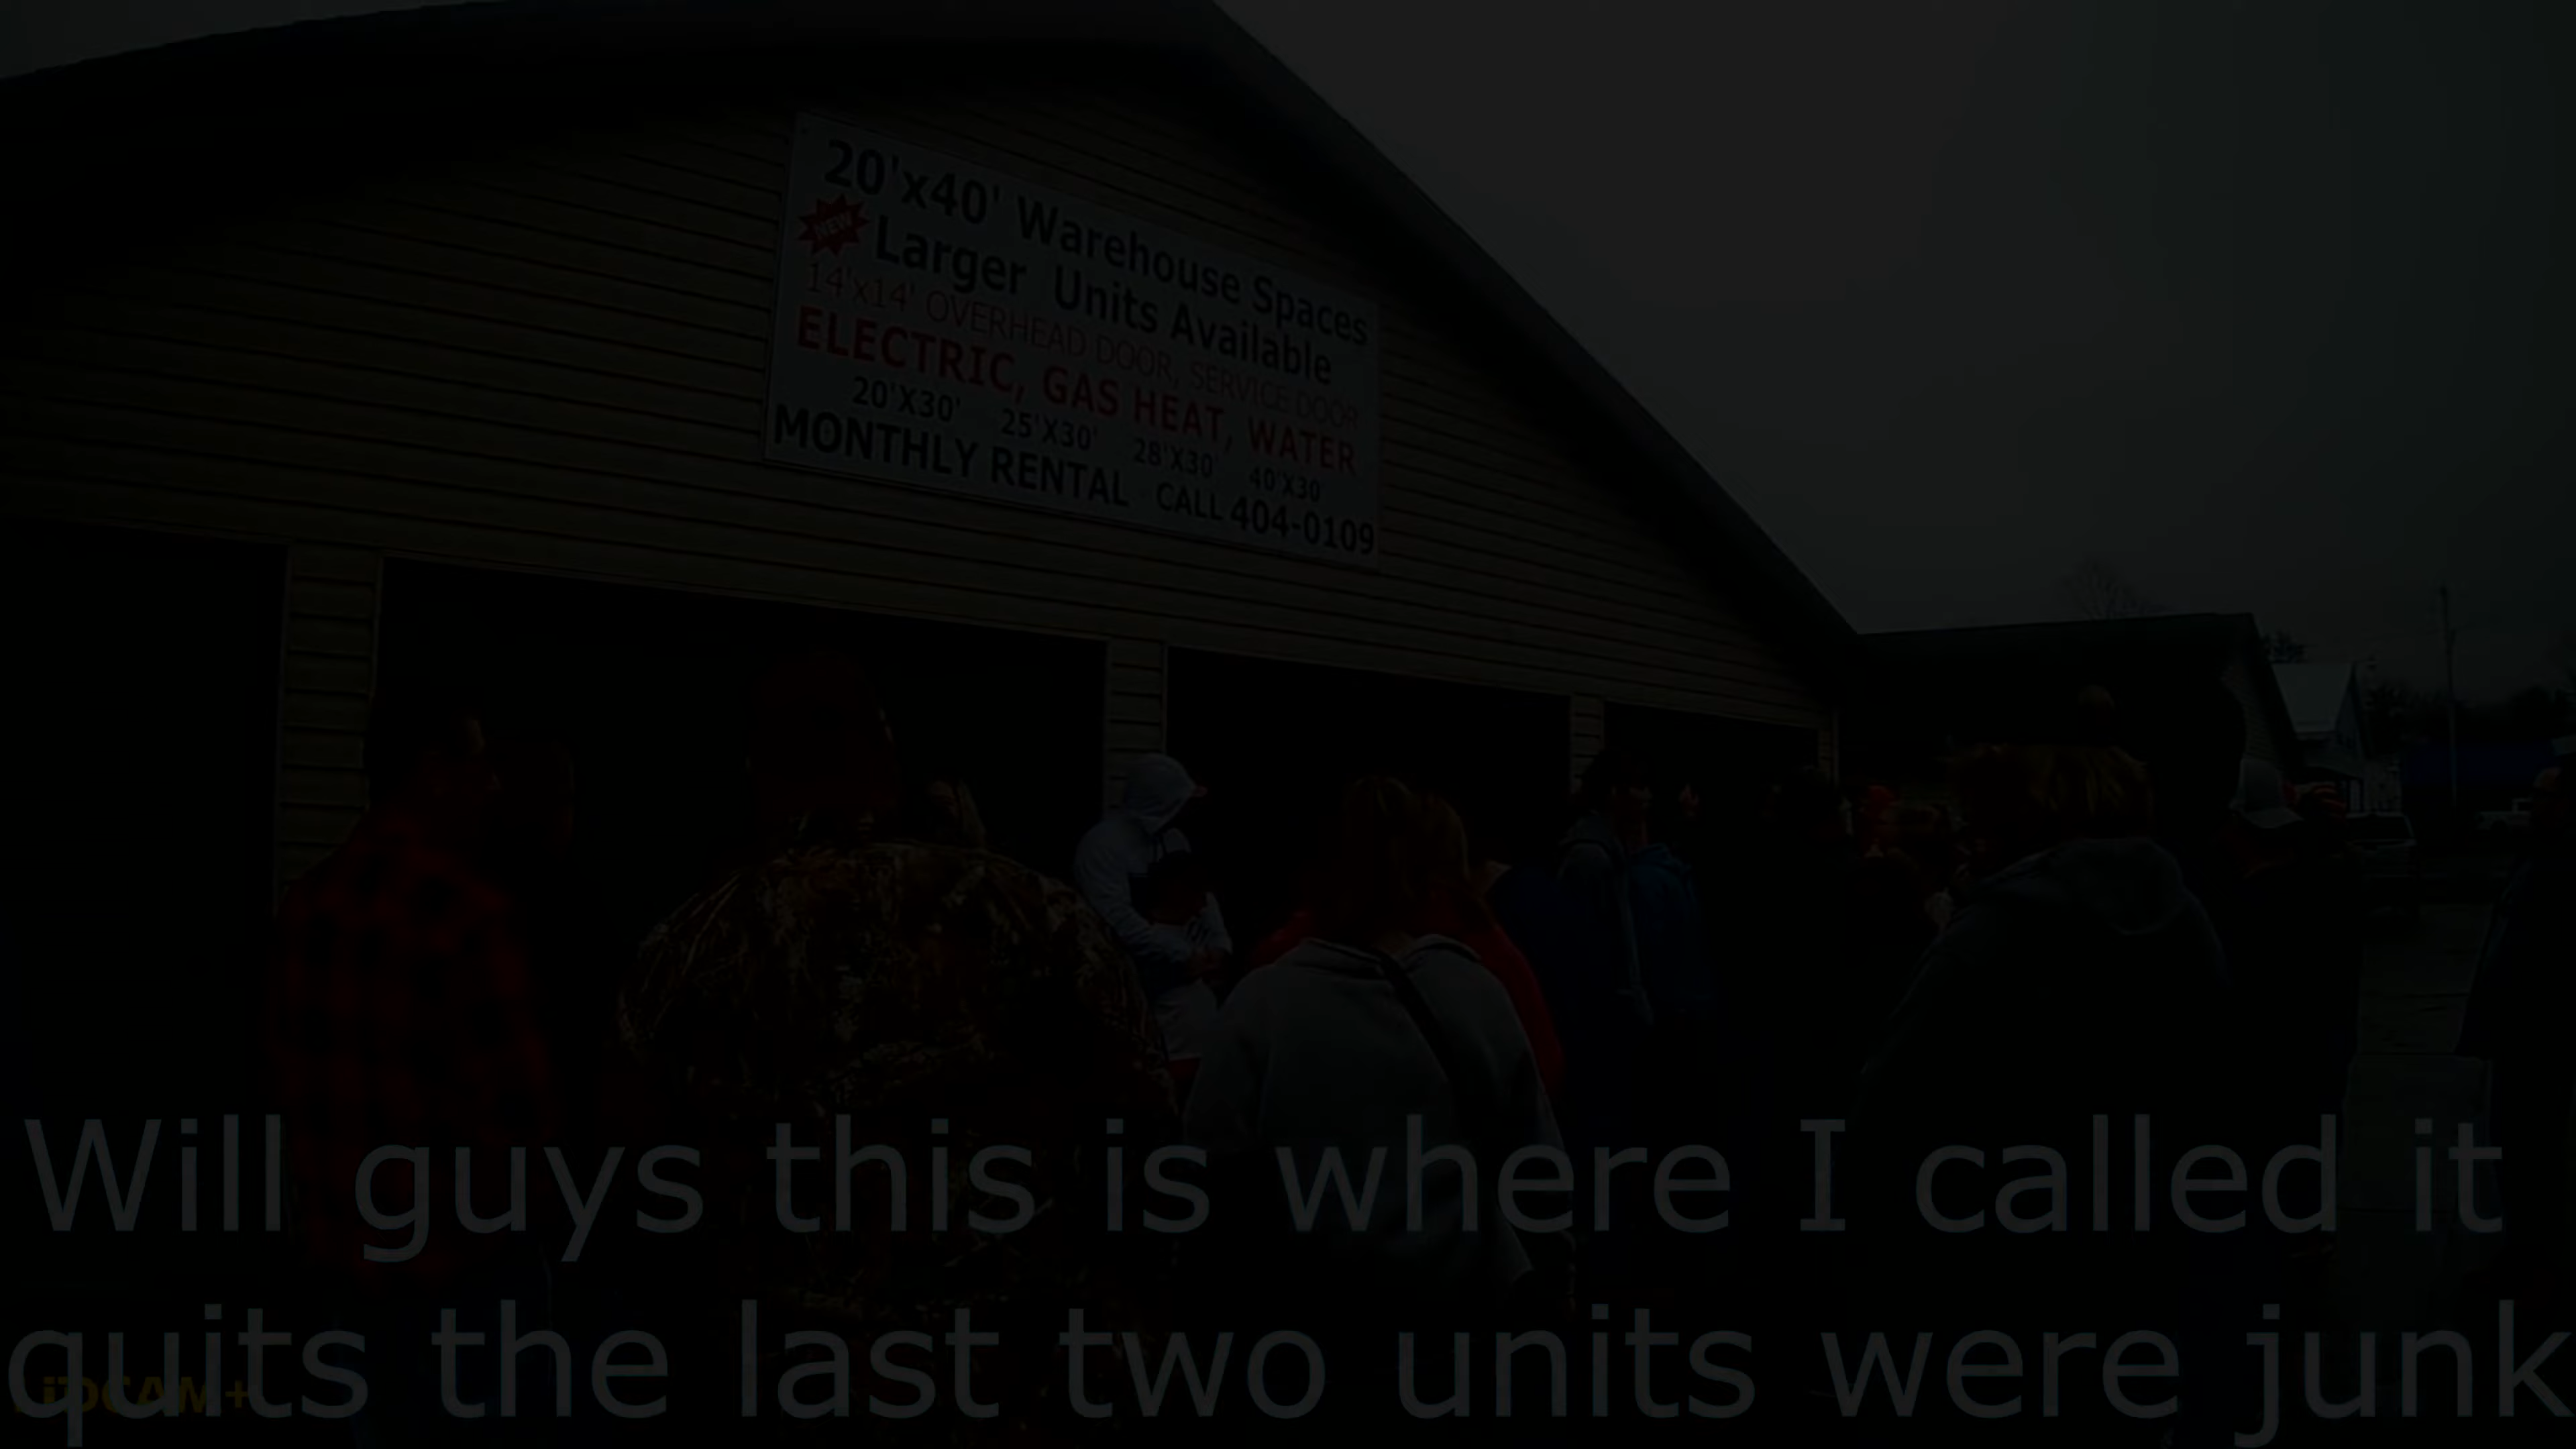 20'x40' Warehouse Spaces
NEW
Larger Units Available
14'x14' OVERHEAD DOOR, SERVICE DOOR
ELECTRIC, GAS HEAT, WATER
20'X30' 25'X30' 28'X30' 40'X30'
MONTHLY RENTAL CALL 404-0109
Will guys this is where I called it
quits the last two units were junk